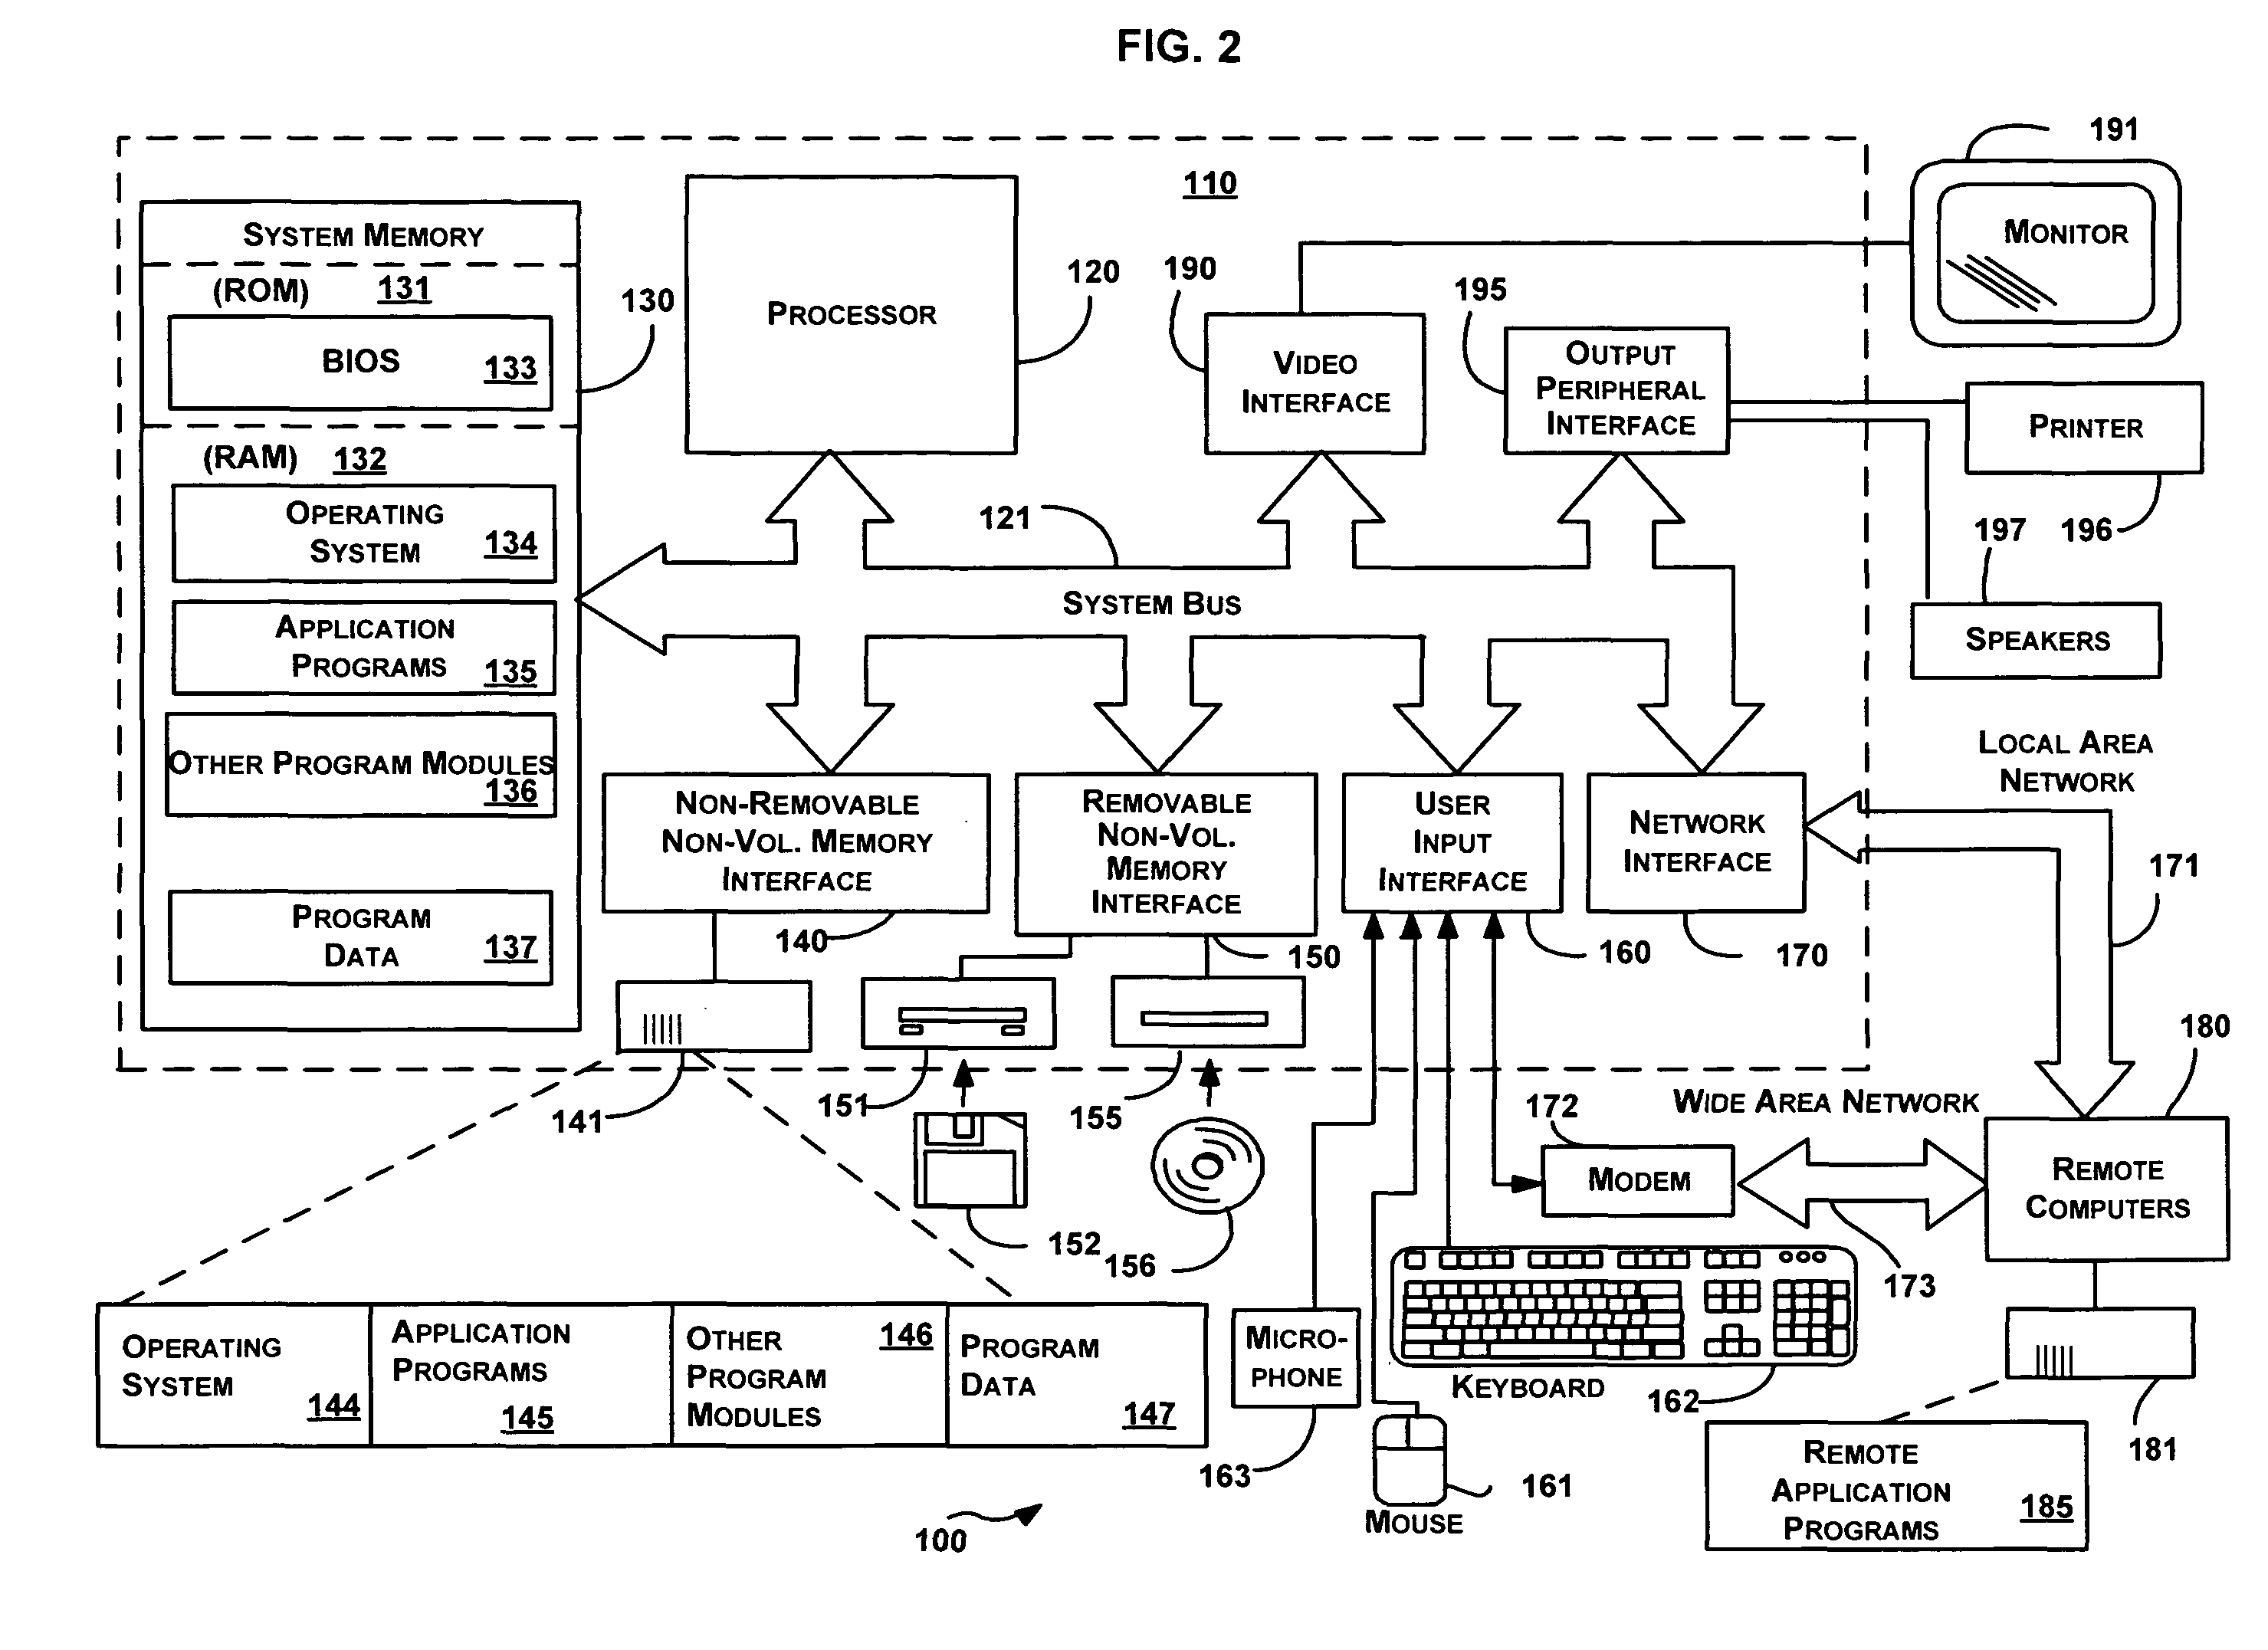 FIG. 2
110
191
MONITOR
SYSTEM MEMORY
(ROM) 131
BIOS 133
130
(RAM) 132
OPERATING
SYSTEM 134
APPLICATION
PROGRAMS 135
OTHER PROGRAM MODULES
136
PROGRAM
DATA 137
PROCESSOR
120
190
VIDEO
INTERFACE
195
OUTPUT
PERIPHERAL
INTERFACE
PRINTER
196
197
SPEAKERS
121
SYSTEM BUS
NON-REMOVABLE
NON-VOL. MEMORY
INTERFACE
140
REMOVABLE
NON-VOL.
MEMORY
INTERFACE
150
USER
INPUT
INTERFACE
160
NETWORK
INTERFACE
170
LOCAL AREA
NETWORK
171
141
151
152
155
156
WIDE AREA NETWORK
172
MODEM
173
180
REMOTE
COMPUTERS
181
OPERATING
SYSTEM
144
APPLICATION
PROGRAMS
145
146
OTHER
PROGRAM
MODULES
PROGRAM
DATA
147
MICRO-
PHONE
163
KEYBOARD
162
161
MOUSE
REMOTE
APPLICATION
PROGRAMS 185
100